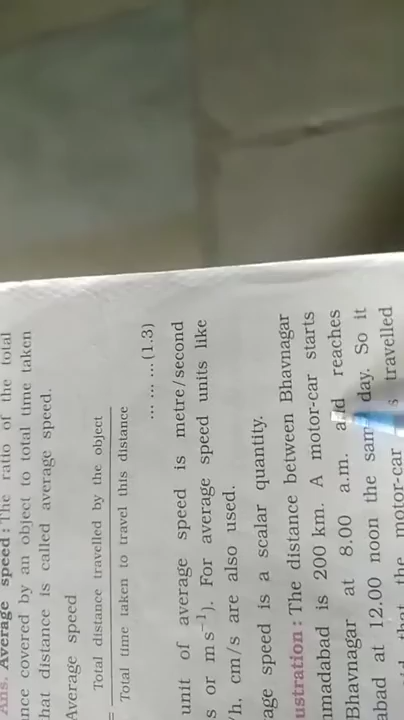 Ans. Average speed : The ratio of the total
nce covered by an object to total time taken
hat distance is called average speed.
Average speed
= Total distance travelled by the object
Total time taken to travel this distance
... ... ... (1.3)
unit of average speed is metre/second
s or m s⁻¹). For average speed units like
/h, cm/s are also used.
age speed is a scalar quantity.
ustration : The distance between Bhavnagar
madabad is 200 km. A motor-car starts
Bhavnagar at 8.00 a.m. and reaches
abad at 12.00 noon the same day. So it
that the motor-car travelled